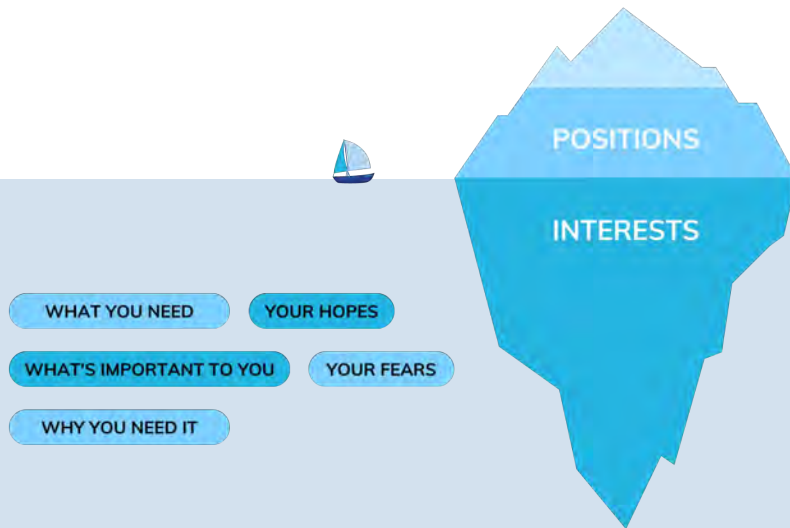 POSITIONS
INTERESTS
WHAT YOU NEED
YOUR HOPES
WHAT'S IMPORTANT TO YOU
YOUR FEARS
WHY YOU NEED IT